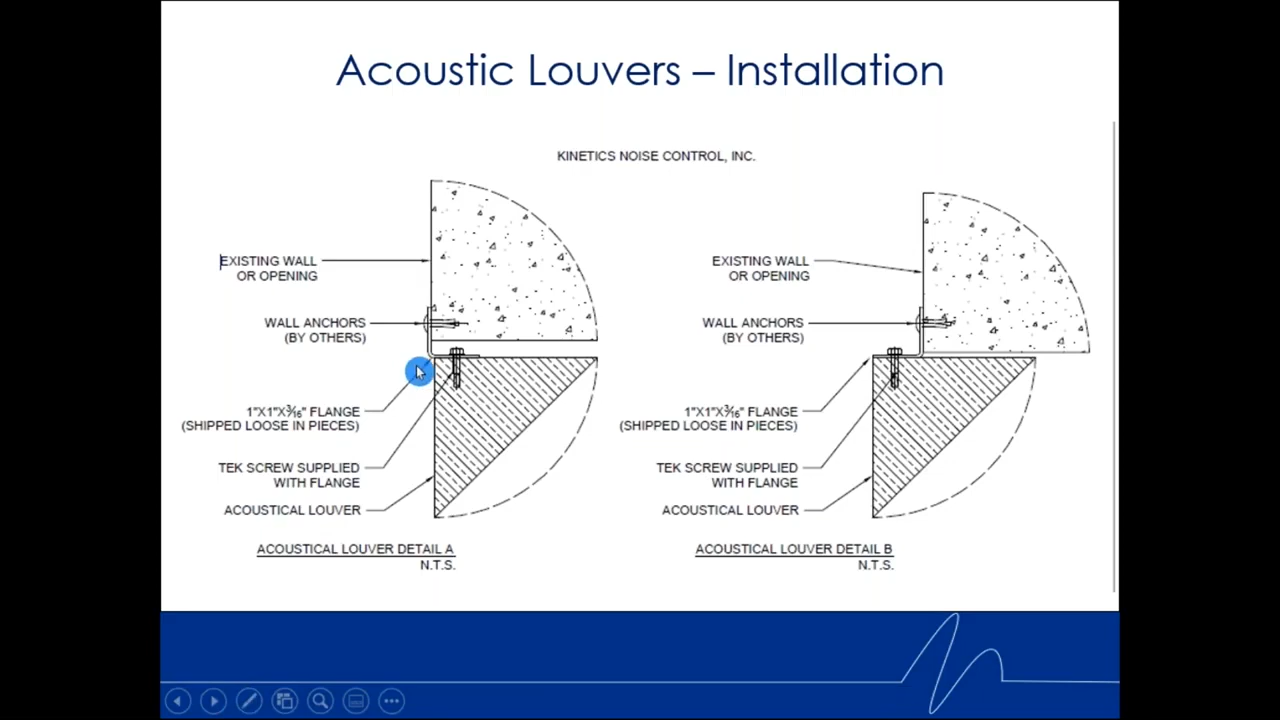 Acoustic Louvers – Installation
KINETICS NOISE CONTROL, INC.
EXISTING WALL
OR OPENING
WALL ANCHORS
(BY OTHERS)
1"X1"X3/16" FLANGE
(SHIPPED LOOSE IN PIECES)
TEK SCREW SUPPLIED
WITH FLANGE
ACOUSTICAL LOUVER
ACOUSTICAL LOUVER DETAIL A
N.T.S.
EXISTING WALL
OR OPENING
WALL ANCHORS
(BY OTHERS)
1"X1"X3/16" FLANGE
(SHIPPED LOOSE IN PIECES)
TEK SCREW SUPPLIED
WITH FLANGE
ACOUSTICAL LOUVER
ACOUSTICAL LOUVER DETAIL B
N.T.S.